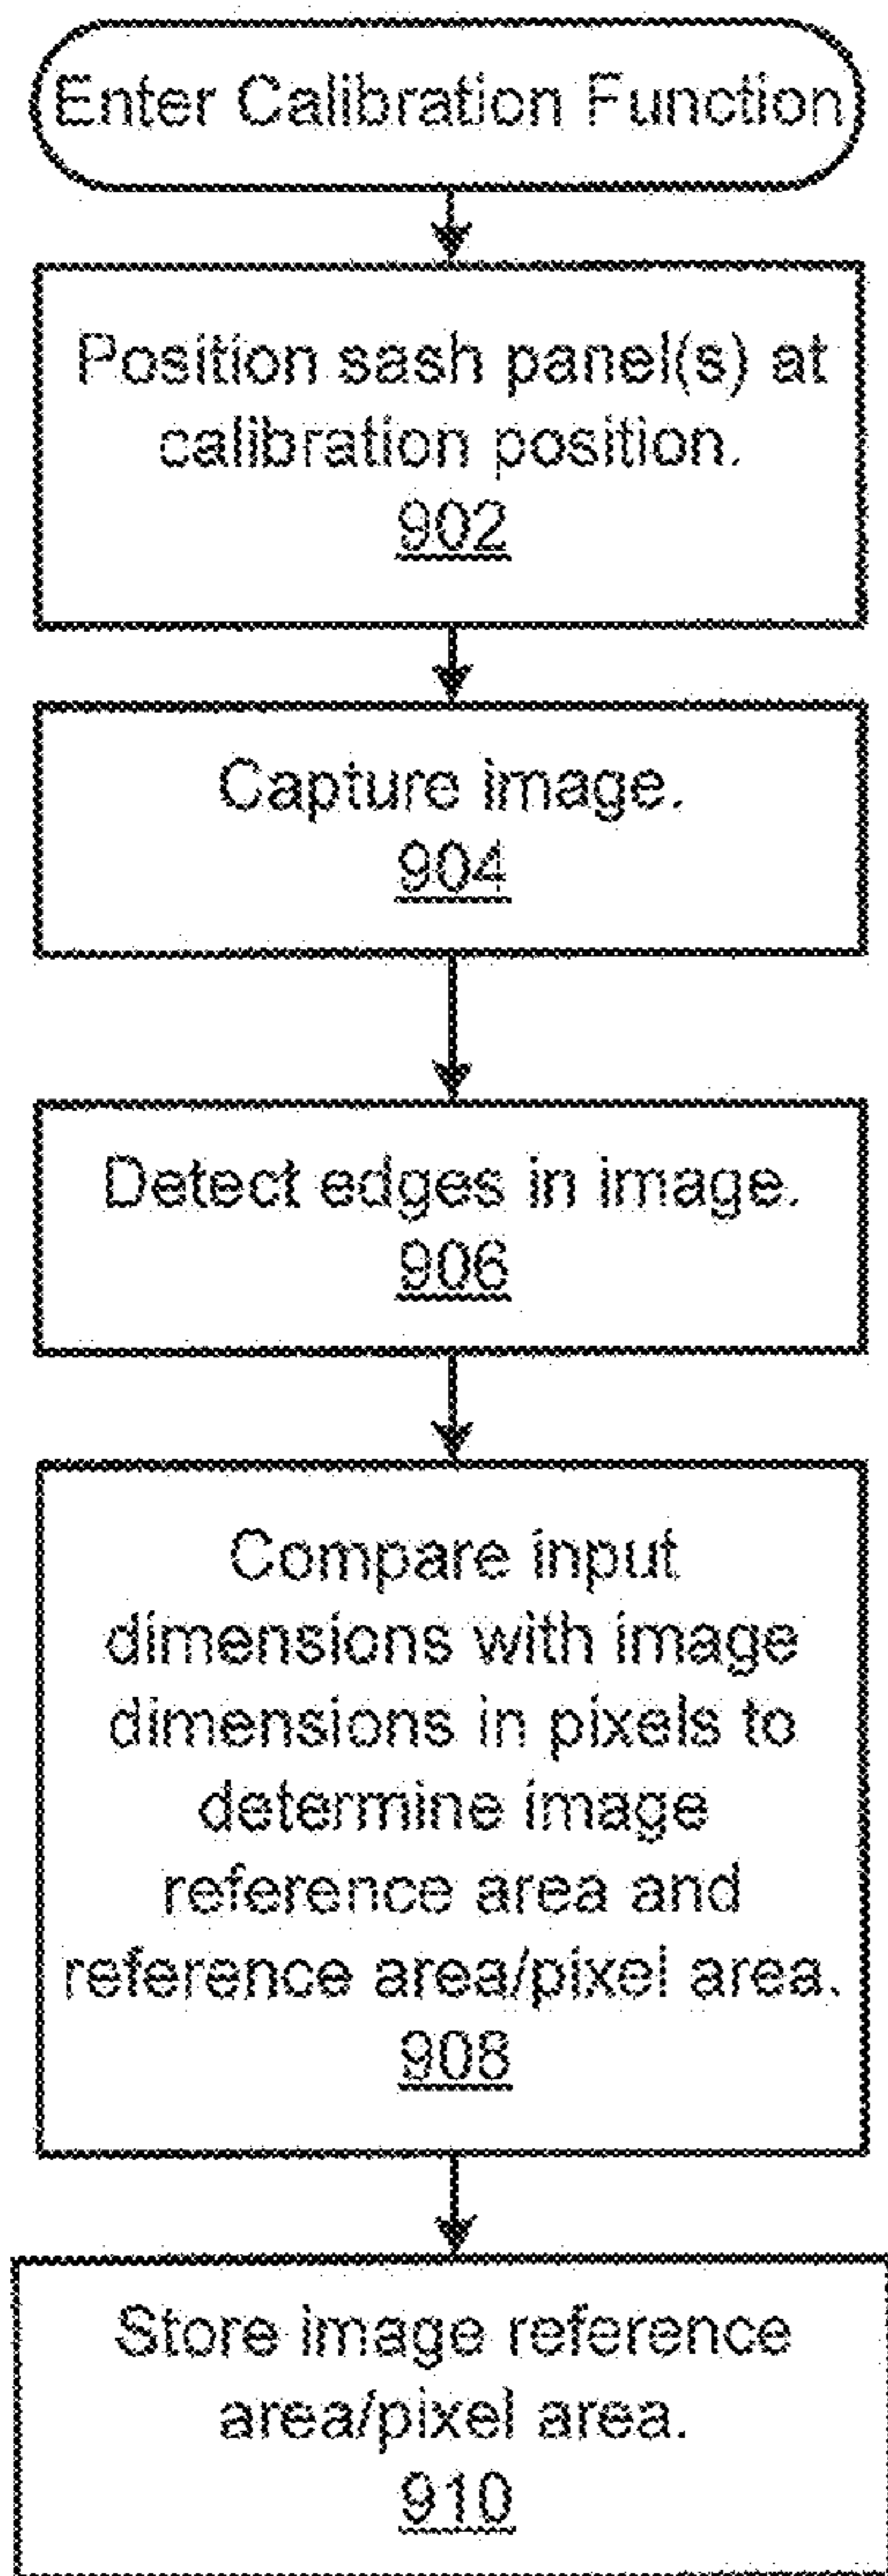 Enter Calibration Function
Position sash panel(s) at
calibration position.
902
Capture image.
904
Detect edges in image.
906
Compare input
dimensions with image
dimensions in pixels to
determine image
reference area and
reference area/pixel area.
908
Store image reference
area/pixel area.
910